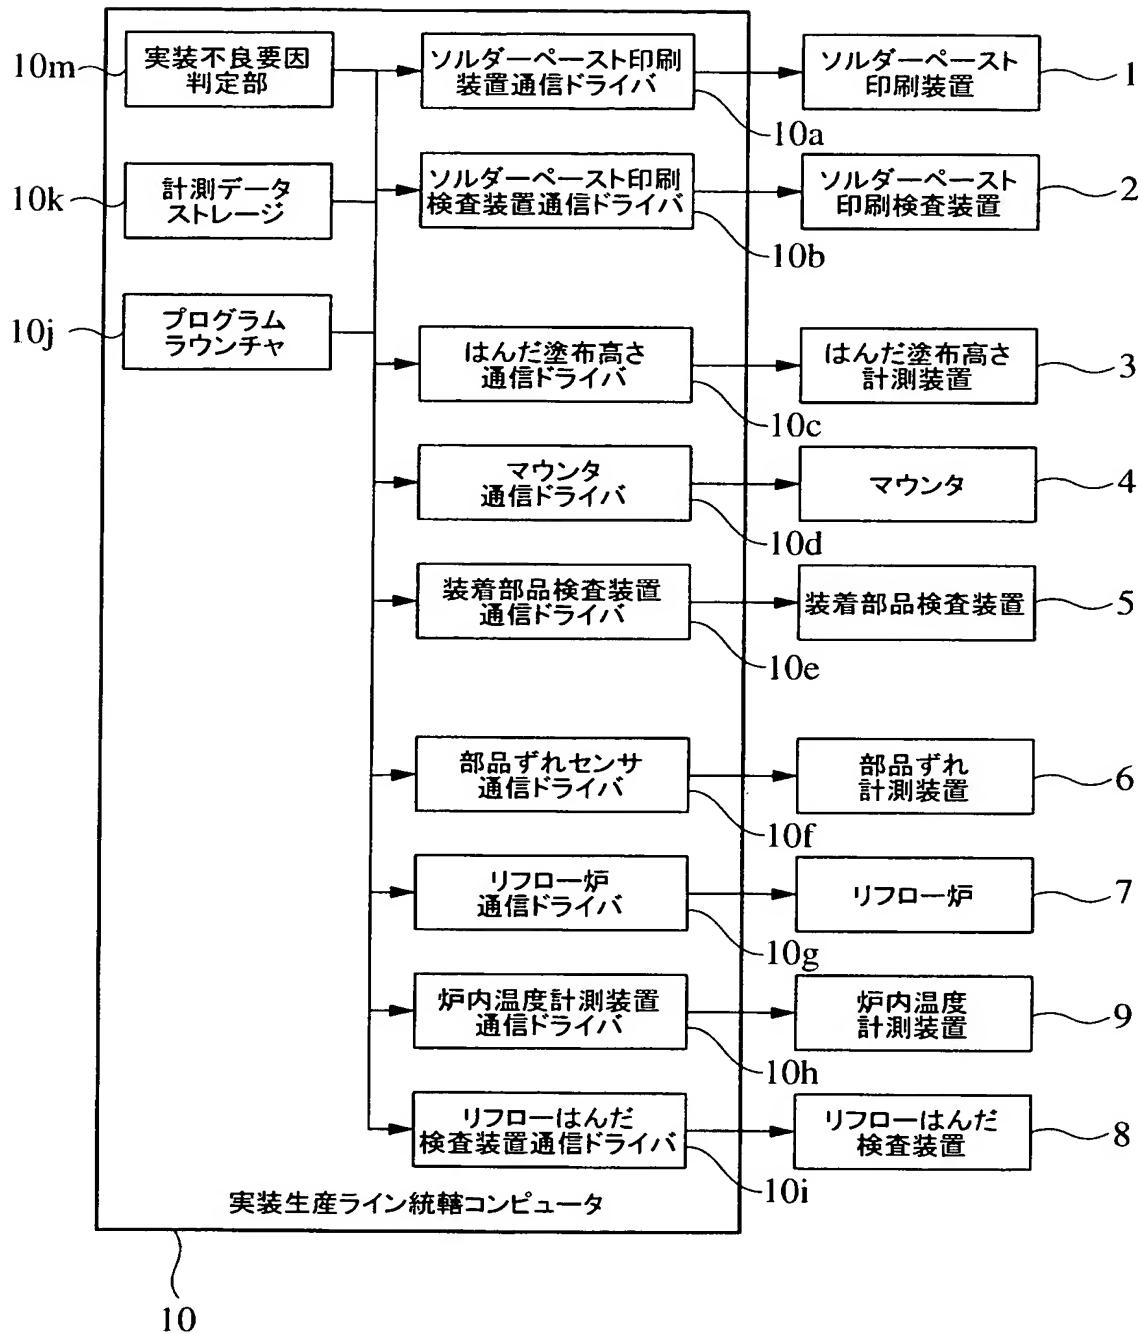 10m
実装不良要因
判定部
ソルダーペースト印刷
装置通信ドライバ
10a
ソルダーペースト
印刷装置
1
10k
計測データ
ストレージ
ソルダーペースト印刷
検査装置通信ドライバ
10b
ソルダーペースト
印刷検査装置
2
10j
プログラム
ラウンチャ
はんだ塗布高さ
通信ドライバ
10c
はんだ塗布高さ
計測装置
3
マウンタ
通信ドライバ
10d
マウンタ
4
装着部品検査装置
通信ドライバ
10e
装着部品検査装置
5
部品ずれセンサ
通信ドライバ
10f
部品ずれ
計測装置
6
リフロー炉
通信ドライバ
10g
リフロー炉
7
炉内温度計測装置
通信ドライバ
10h
炉内温度
計測装置
9
リフローはんだ
検査装置通信ドライバ
10i
リフローはんだ
検査装置
8
実装生産ライン統轄コンピュータ
10